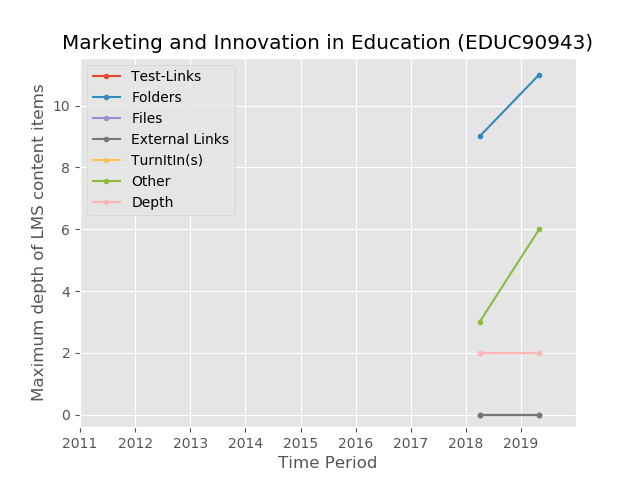 Marketing and Innovation in Education (EDUC90943)
Test-Links
Folders
Files
External Links
TurnItIn(s)
Other
Depth
Maximum depth of LMS content items
10
8
6
4
2
0
2011 2012 2013 2014 2015 2016 2017 2018 2019
Time Period